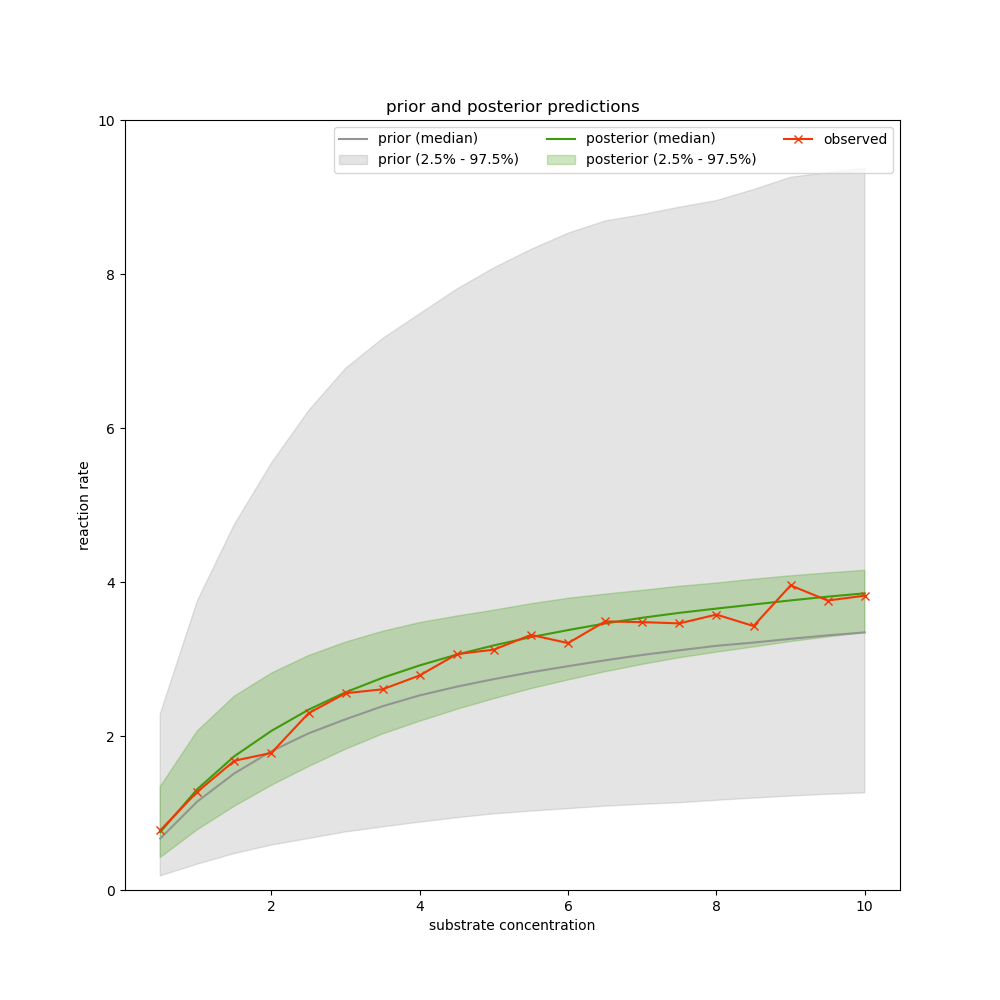 prior and posterior predictions
prior (median)
prior (2.5% - 97.5%)
posterior (median)
posterior (2.5% - 97.5%)
observed
10
8
6
4
2
0
reaction rate
2 4 6 8 10
substrate concentration